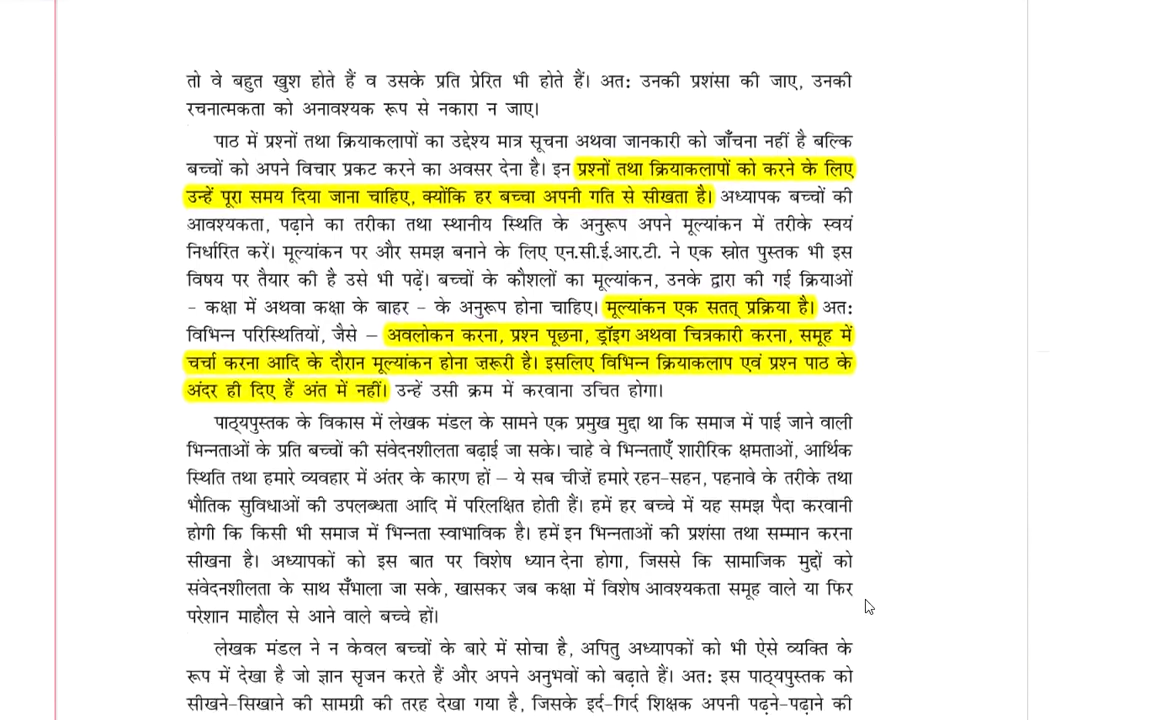 तो वे बहुत खुश होते हैं व उसके प्रति प्रेरित भी होते हैं। अतः उनकी प्रशंसा की जाए, उनकी
रचनात्मकता को अनावश्यक रूप से नकारा न जाए।
पाठ में प्रश्नों तथा क्रियाकलापों का उद्देश्य मात्र सूचना अथवा जानकारी को जाँचना नहीं है बल्कि
बच्चों को अपने विचार प्रकट करने का अवसर देना है। इन प्रश्नों तथा क्रियाकलापों को करने के लिए
उन्हें पूरा समय दिया जाना चाहिए, क्योंकि हर बच्चा अपनी गति से सीखता है। अध्यापक बच्चों की
आवश्यकता, पढ़ाने का तरीका तथा स्थानीय स्थिति के अनुरूप अपने मूल्यांकन में तरीके स्वयं
निर्धारित करें। मूल्यांकन पर और समझ बनाने के लिए एन.सी.ई.आर.टी. ने एक स्रोत पुस्तक भी इस
विषय पर तैयार की है उसे भी पढ़ें। बच्चों के कौशलों का मूल्यांकन, उनके द्वारा की गई क्रियाओं
- कक्षा में अथवा कक्षा के बाहर - के अनुरूप होना चाहिए। मूल्यांकन एक सतत् प्रक्रिया है। अतः
विभिन्न परिस्थितियों, जैसे – अवलोकन करना, प्रश्न पूछना, ड्रॉइंग अथवा चित्रकारी करना, समूह में
चर्चा करना आदि के दौरान मूल्यांकन होना ज़रूरी है। इसलिए विभिन्न क्रियाकलाप एवं प्रश्न पाठ के
अंदर ही दिए हैं अंत में नहीं। उन्हें उसी क्रम में करवाना उचित होगा।
पाठ्यपुस्तक के विकास में लेखक मंडल के सामने एक प्रमुख मुद्दा था कि समाज में पाई जाने वाली
भिन्नताओं के प्रति बच्चों की संवेदनशीलता बढ़ाई जा सके। चाहे वे भिन्नताएँ शारीरिक क्षमताओं, आर्थिक
स्थिति तथा हमारे व्यवहार में अंतर के कारण हों – ये सब चीज़ें हमारे रहन-सहन, पहनावे के तरीके तथा
भौतिक सुविधाओं की उपलब्धता आदि में परिलक्षित होती हैं। हमें हर बच्चे में यह समझ पैदा करवानी
होगी कि किसी भी समाज में भिन्नता स्वाभाविक है। हमें इन भिन्नताओं की प्रशंसा तथा सम्मान करना
सीखना है। अध्यापकों को इस बात पर विशेष ध्यान देना होगा, जिससे कि सामाजिक मुद्दों को
संवेदनशीलता के साथ सँभाला जा सके, खासकर जब कक्षा में विशेष आवश्यकता समूह वाले या फिर
परेशान माहौल से आने वाले बच्चे हों।
लेखक मंडल ने न केवल बच्चों के बारे में सोचा है, अपितु अध्यापकों को भी ऐसे व्यक्ति के
रूप में देखा है जो ज्ञान सृजन करते हैं और अपने अनुभवों को बढ़ाते हैं। अतः इस पाठ्यपुस्तक को
सीखने-सिखाने की सामग्री की तरह देखा गया है, जिसके इर्द-गिर्द शिक्षक अपनी पढ़ने-पढ़ाने की